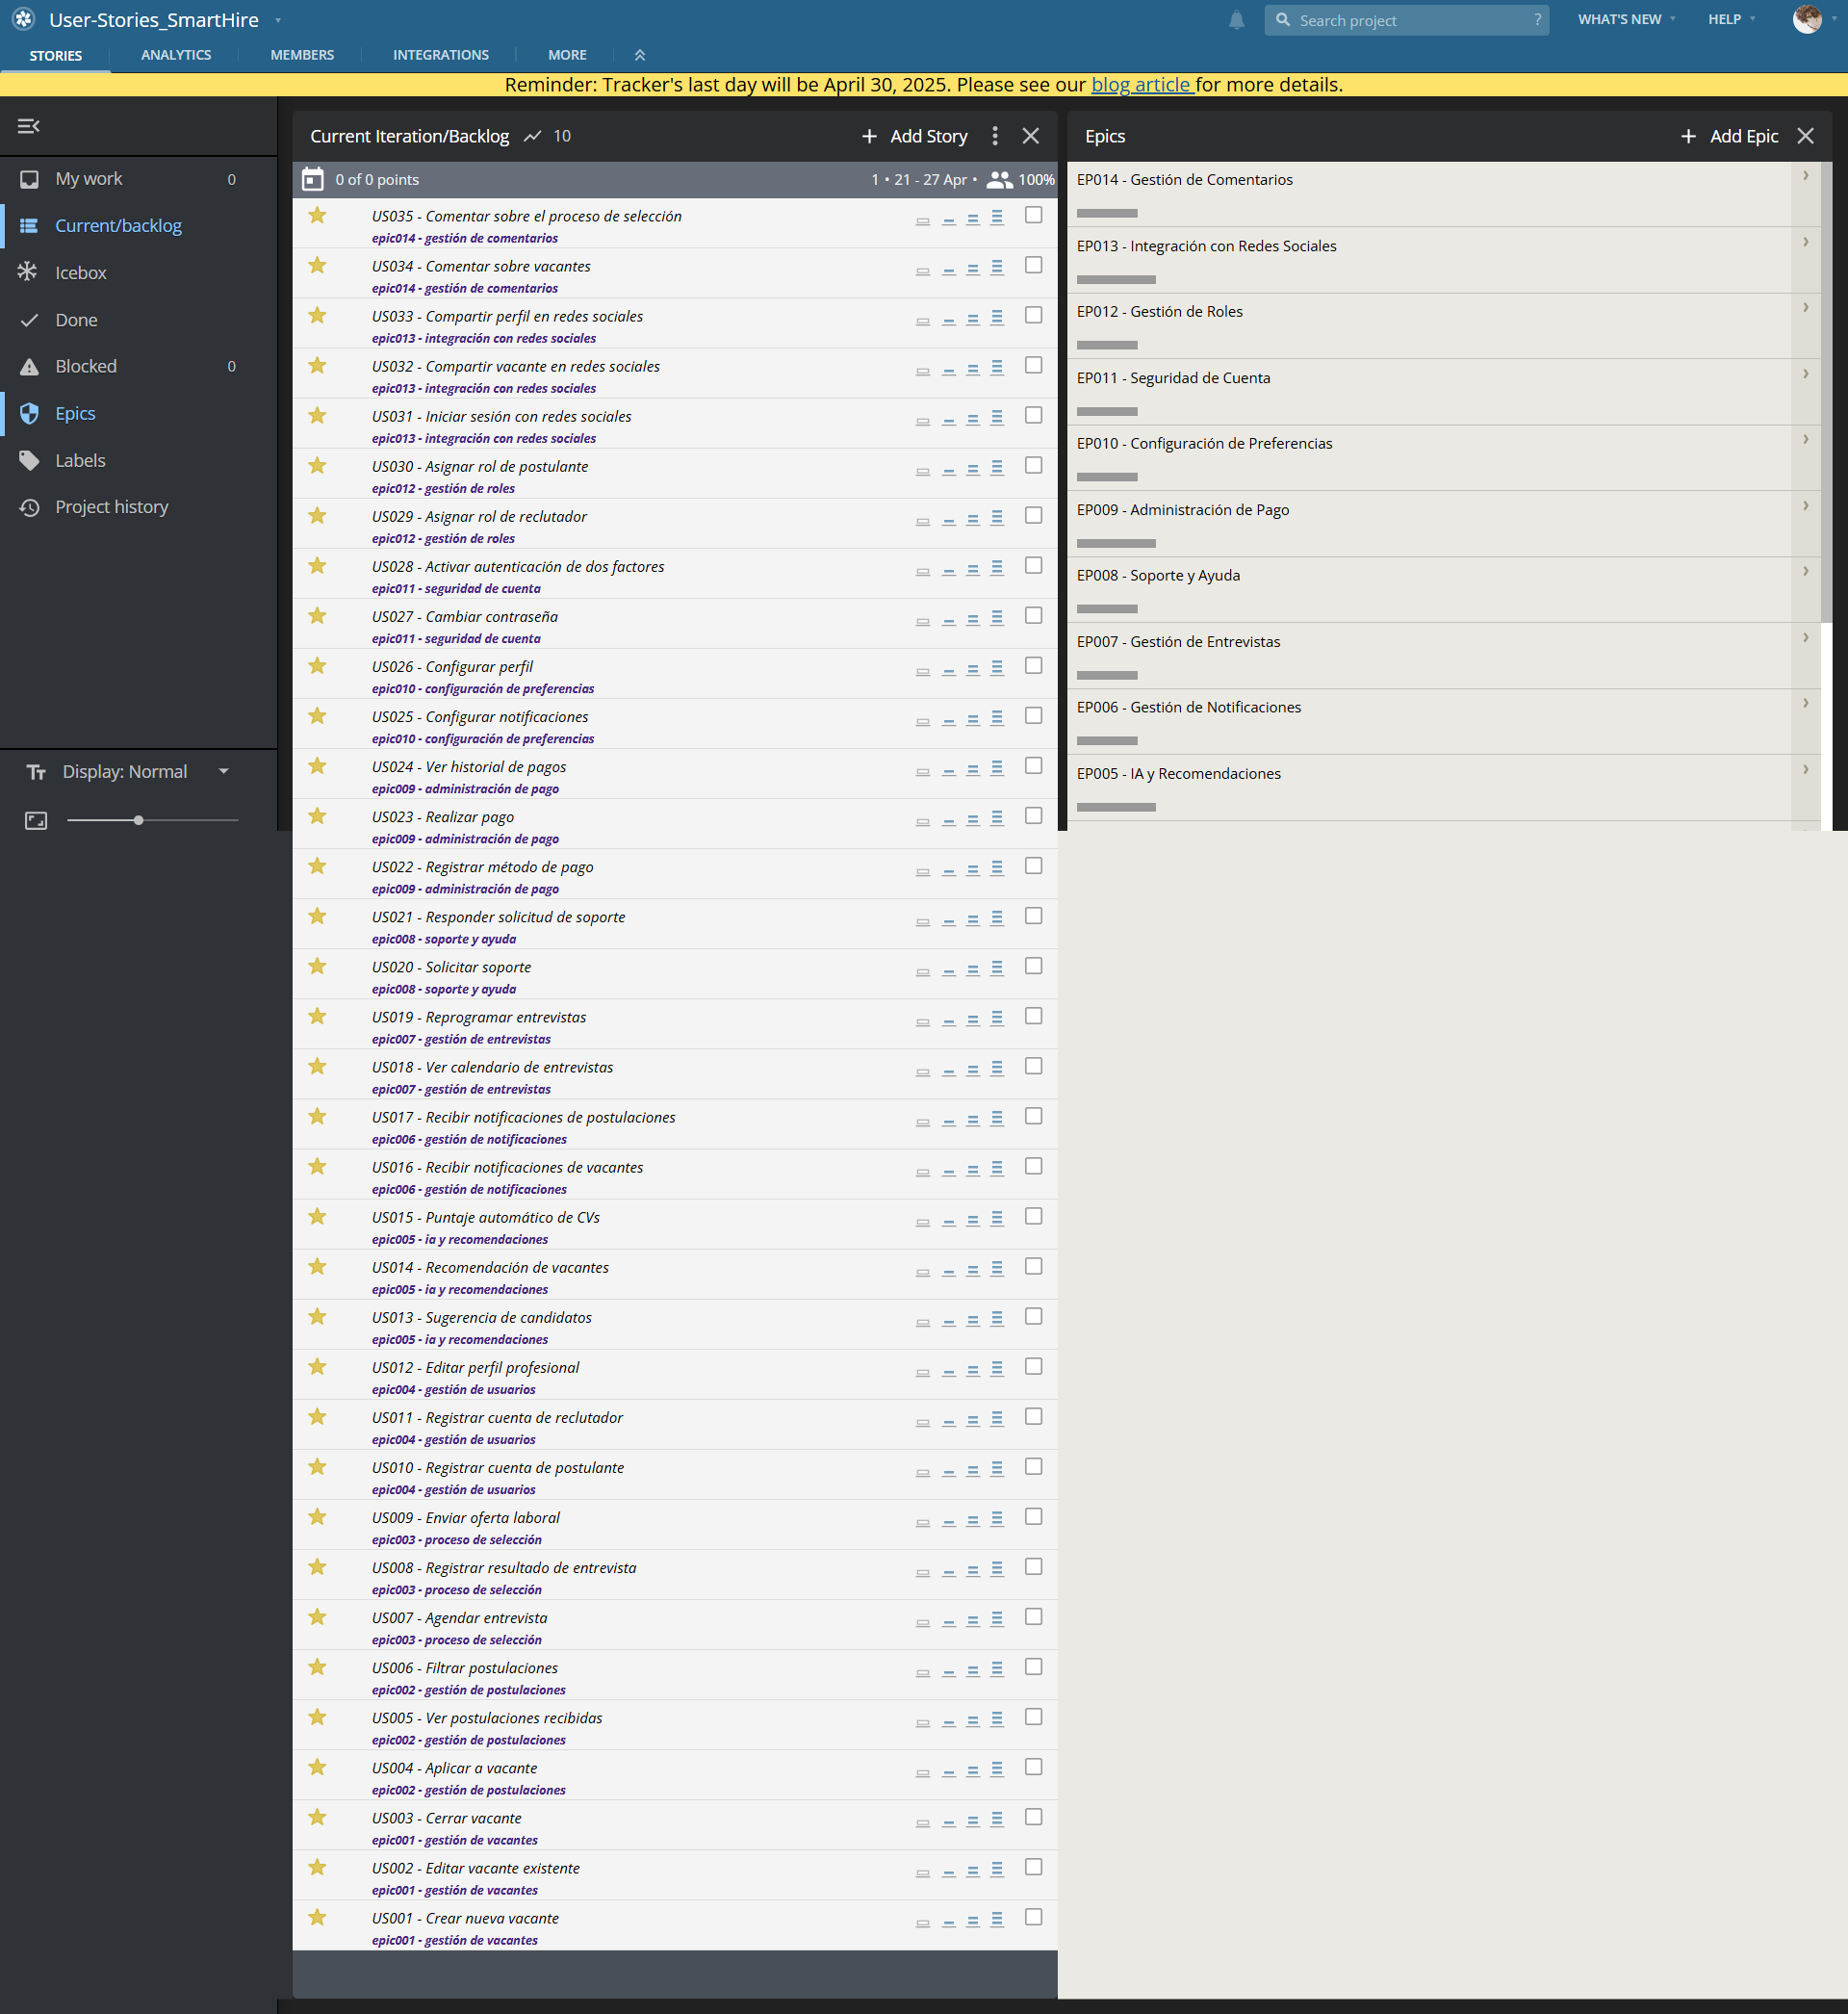 User-Stories_SmartHire
Search project ?
WHAT'S NEW
HELP
STORIES
ANALYTICS
MEMBERS
INTEGRATIONS
MORE
Reminder: Tracker's last day will be April 30, 2025. Please see our blog article for more details.
My work 0
Current/backlog
Icebox
Done
Blocked 0
Epics
Labels
Project history
Display: Normal
Current Iteration/Backlog 10
+ Add Story
0 of 0 points
1 • 21 - 27 Apr • 100%
US035 - Comentar sobre el proceso de selección
epic014 - gestión de comentarios
US034 - Comentar sobre vacantes
epic014 - gestión de comentarios
US033 - Compartir perfil en redes sociales
epic013 - integración con redes sociales
US032 - Compartir vacante en redes sociales
epic013 - integración con redes sociales
US031 - Iniciar sesión con redes sociales
epic013 - integración con redes sociales
US030 - Asignar rol de postulante
epic012 - gestión de roles
US029 - Asignar rol de reclutador
epic012 - gestión de roles
US028 - Activar autenticación de dos factores
epic011 - seguridad de cuenta
US027 - Cambiar contraseña
epic011 - seguridad de cuenta
US026 - Configurar perfil
epic010 - configuración de preferencias
US025 - Configurar notificaciones
epic010 - configuración de preferencias
US024 - Ver historial de pagos
epic009 - administración de pago
US023 - Realizar pago
epic009 - administración de pago
US022 - Registrar método de pago
epic009 - administración de pago
US021 - Responder solicitud de soporte
epic008 - soporte y ayuda
US020 - Solicitar soporte
epic008 - soporte y ayuda
US019 - Reprogramar entrevistas
epic007 - gestión de entrevistas
US018 - Ver calendario de entrevistas
epic007 - gestión de entrevistas
US017 - Recibir notificaciones de postulaciones
epic006 - gestión de notificaciones
US016 - Recibir notificaciones de vacantes
epic006 - gestión de notificaciones
US015 - Puntaje automático de CVs
epic005 - ia y recomendaciones
US014 - Recomendación de vacantes
epic005 - ia y recomendaciones
US013 - Sugerencia de candidatos
epic005 - ia y recomendaciones
US012 - Editar perfil profesional
epic004 - gestión de usuarios
US011 - Registrar cuenta de reclutador
epic004 - gestión de usuarios
US010 - Registrar cuenta de postulante
epic004 - gestión de usuarios
US009 - Enviar oferta laboral
epic003 - proceso de selección
US008 - Registrar resultado de entrevista
epic003 - proceso de selección
US007 - Agendar entrevista
epic003 - proceso de selección
US006 - Filtrar postulaciones
epic002 - gestión de postulaciones
US005 - Ver postulaciones recibidas
epic002 - gestión de postulaciones
US004 - Aplicar a vacante
epic002 - gestión de postulaciones
US003 - Cerrar vacante
epic001 - gestión de vacantes
US002 - Editar vacante existente
epic001 - gestión de vacantes
US001 - Crear nueva vacante
epic001 - gestión de vacantes
Epics
+ Add Epic
EP014 - Gestión de Comentarios
EP013 - Integración con Redes Sociales
EP012 - Gestión de Roles
EP011 - Seguridad de Cuenta
EP010 - Configuración de Preferencias
EP009 - Administración de Pago
EP008 - Soporte y Ayuda
EP007 - Gestión de Entrevistas
EP006 - Gestión de Notificaciones
EP005 - IA y Recomendaciones